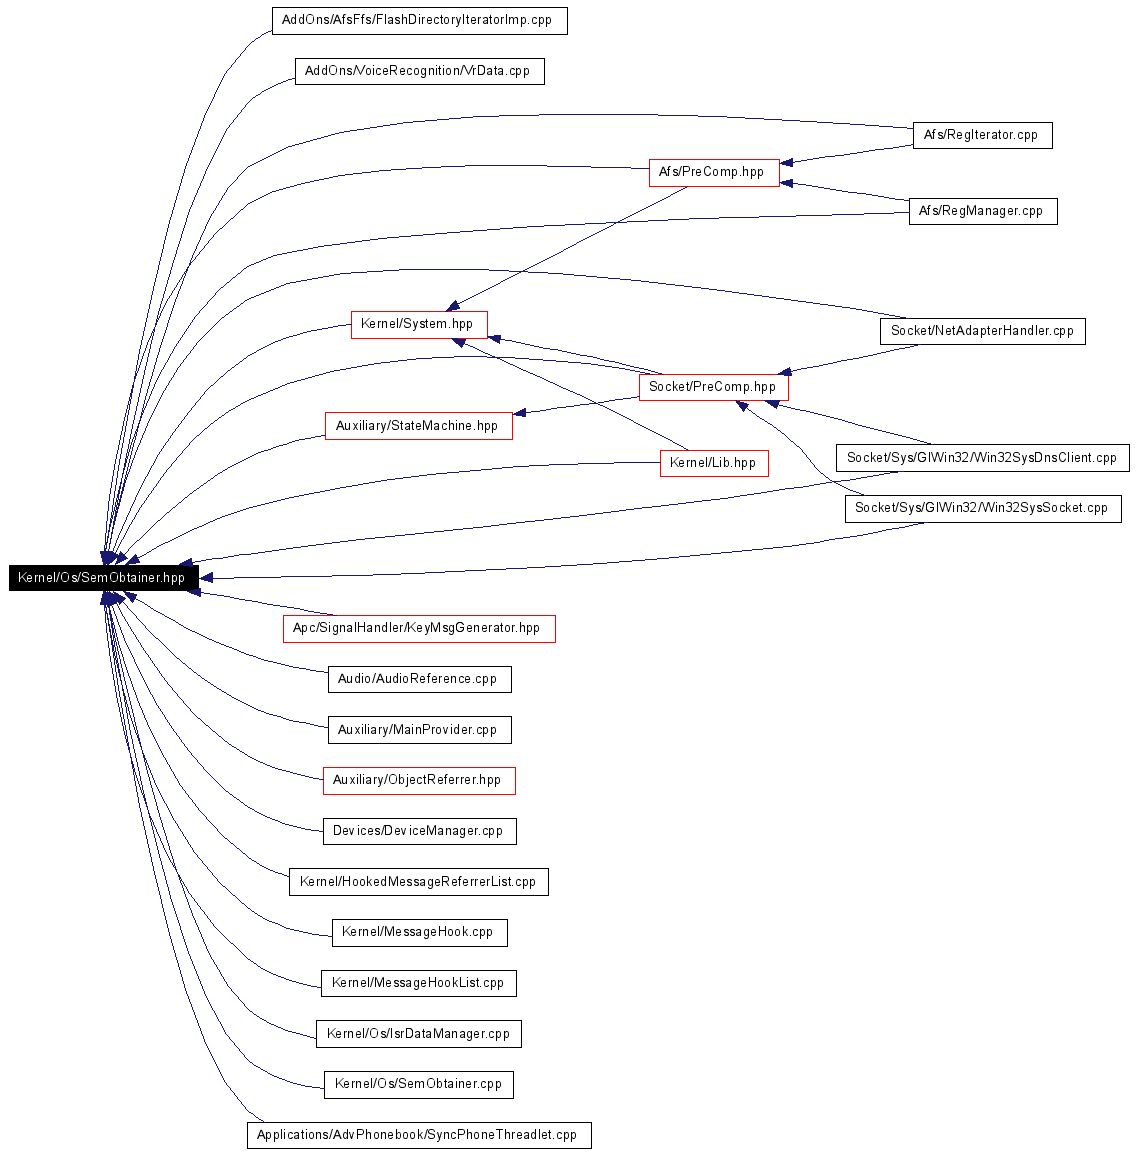 AddOns/AfsFfs/FlashDirectoryIteratorImp.cpp
AddOns/VoiceRecognition/VrData.cpp
Afs/RegIterator.cpp
Afs/PreComp.hpp
Afs/RegManager.cpp
Kernel/System.hpp
Socket/NetAdapterHandler.cpp
Socket/PreComp.hpp
Auxiliary/StateMachine.hpp
Kernel/Lib.hpp
Socket/Sys/GlWin32/Win32SysDnsClient.cpp
Socket/Sys/GlWin32/Win32SysSocket.cpp
Kernel/Os/SemObtainer.hpp
Apc/SignalHandler/KeyMsgGenerator.hpp
Audio/AudioReference.cpp
Auxiliary/MainProvider.cpp
Auxiliary/ObjectReferrer.hpp
Devices/DeviceManager.cpp
Kernel/HookedMessageReferrerList.cpp
Kernel/MessageHook.cpp
Kernel/MessageHookList.cpp
Kernel/Os/IsrDataManager.cpp
Kernel/Os/SemObtainer.cpp
Applications/AdvPhonebook/SyncPhoneThreadlet.cpp